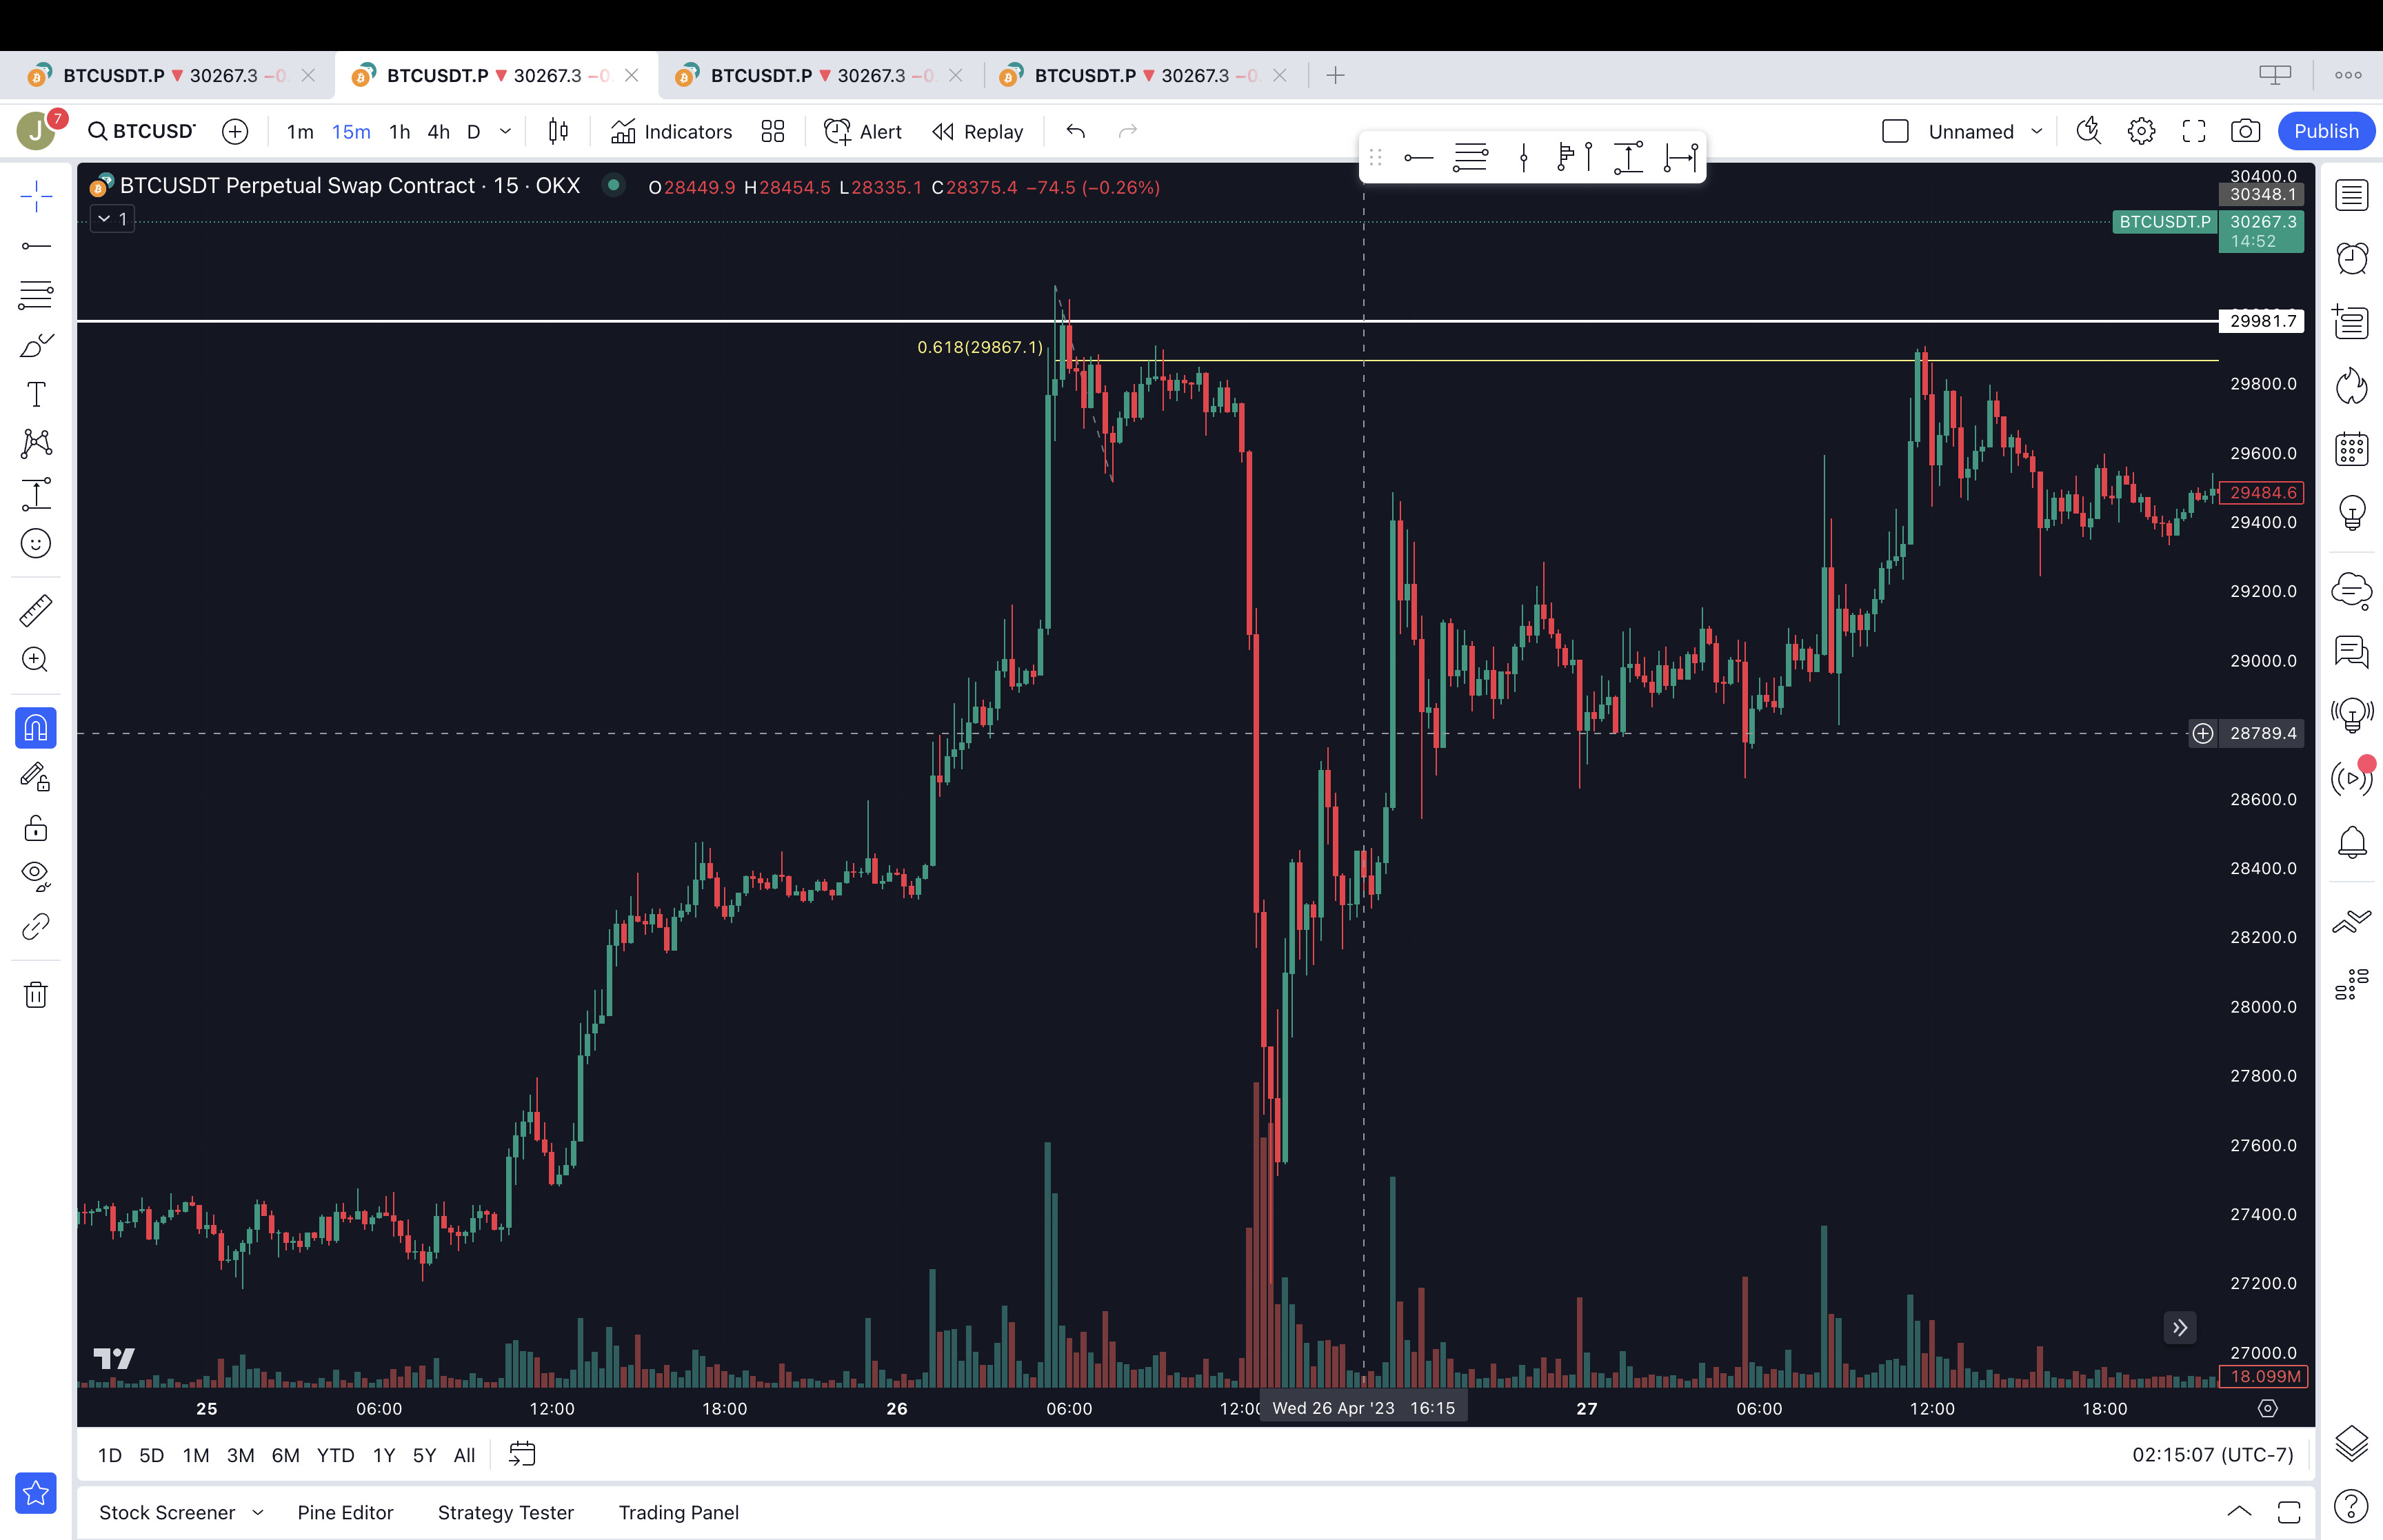 BTCUSDT.P ▼ 30267.3 −0. BTCUSDT.P ▼ 30267.3 −0. BTCUSDT.P ▼ 30267.3 −0. BTCUSDT.P ▼ 30267.3 −0.
J 7 BTCUSDT 1m 15m 1h 4h D Indicators Alert Replay Unnamed Publish
BTCUSDT Perpetual Swap Contract · 15 · OKX O28449.9 H28454.5 L28335.1 C28375.4 −74.5 (−0.26%)
1
30400.0
30348.1
BTCUSDT.P 30267.3
14:52
29981.7
0.618(29867.1)
29800.0
29600.0
29484.6
29400.0
29200.0
29000.0
28789.4
28600.0
28400.0
28200.0
28000.0
27800.0
27600.0
27400.0
27200.0
27000.0
18.099M
25 06:00 12:00 18:00 26 06:00 12:00 Wed 26 Apr '23 16:15 27 06:00 12:00 18:00
1D 5D 1M 3M 6M YTD 1Y 5Y All 02:15:07 (UTC-7)
Stock Screener Pine Editor Strategy Tester Trading Panel